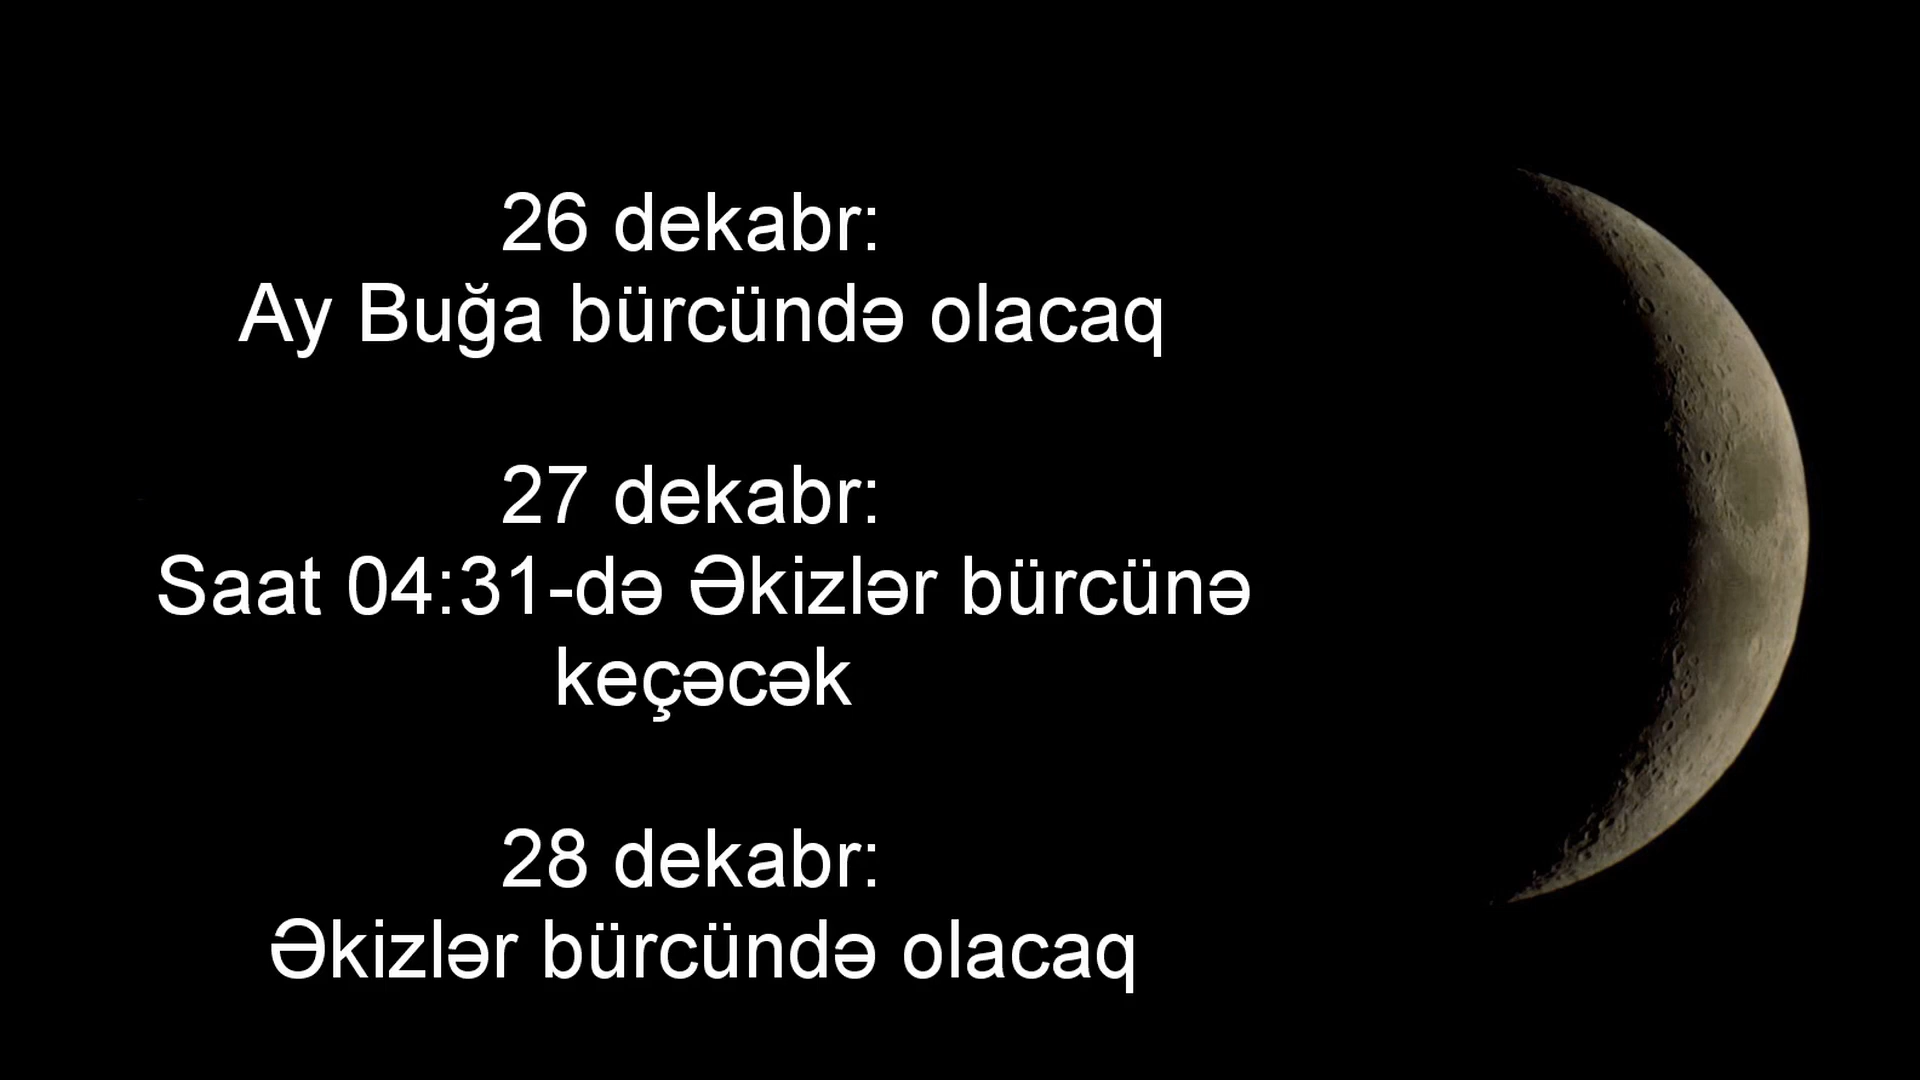 26 dekabr:
Ay Buğa bürcündə olacaq
27 dekabr:
Saat 04:31-də Əkizlər bürcünə
keçəcək
28 dekabr:
Əkizlər bürcündə olacaq